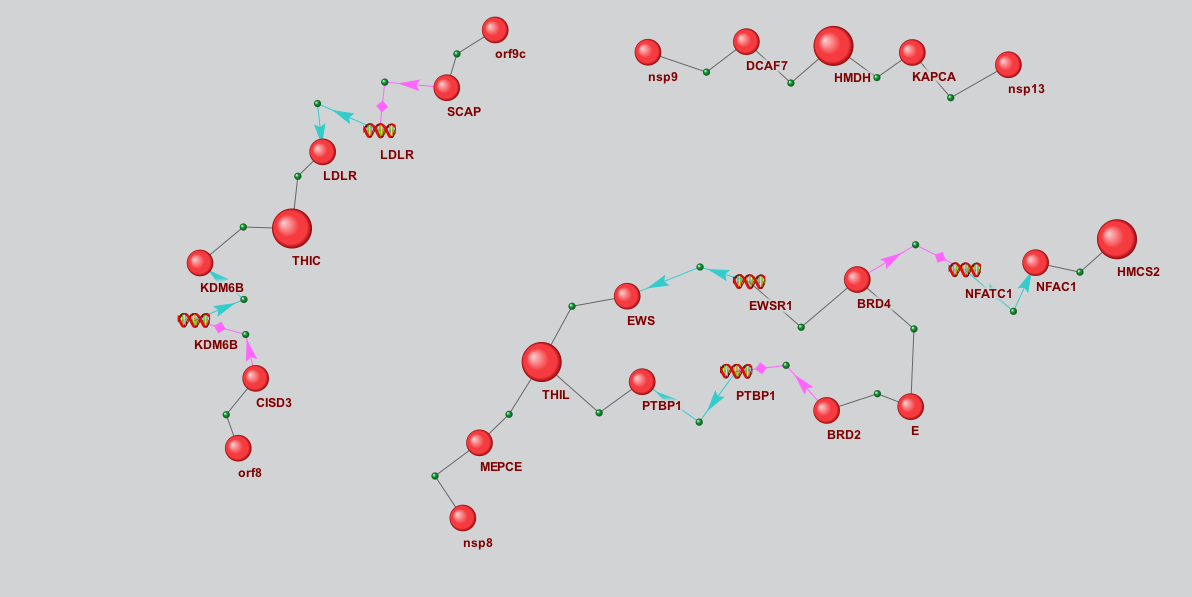 orf9c
nsp9
DCAF7
HMDH
KAPCA
nsp13
SCAP
LDLR
LDLR
THIC
KDM6B
KDM6B
CISD3
orf8
EWS
EWSR1
BRD4
NFATC1
NFAC1
HMCS2
THIL
PTBP1
PTBP1
BRD2
E
MEPCE
nsp8